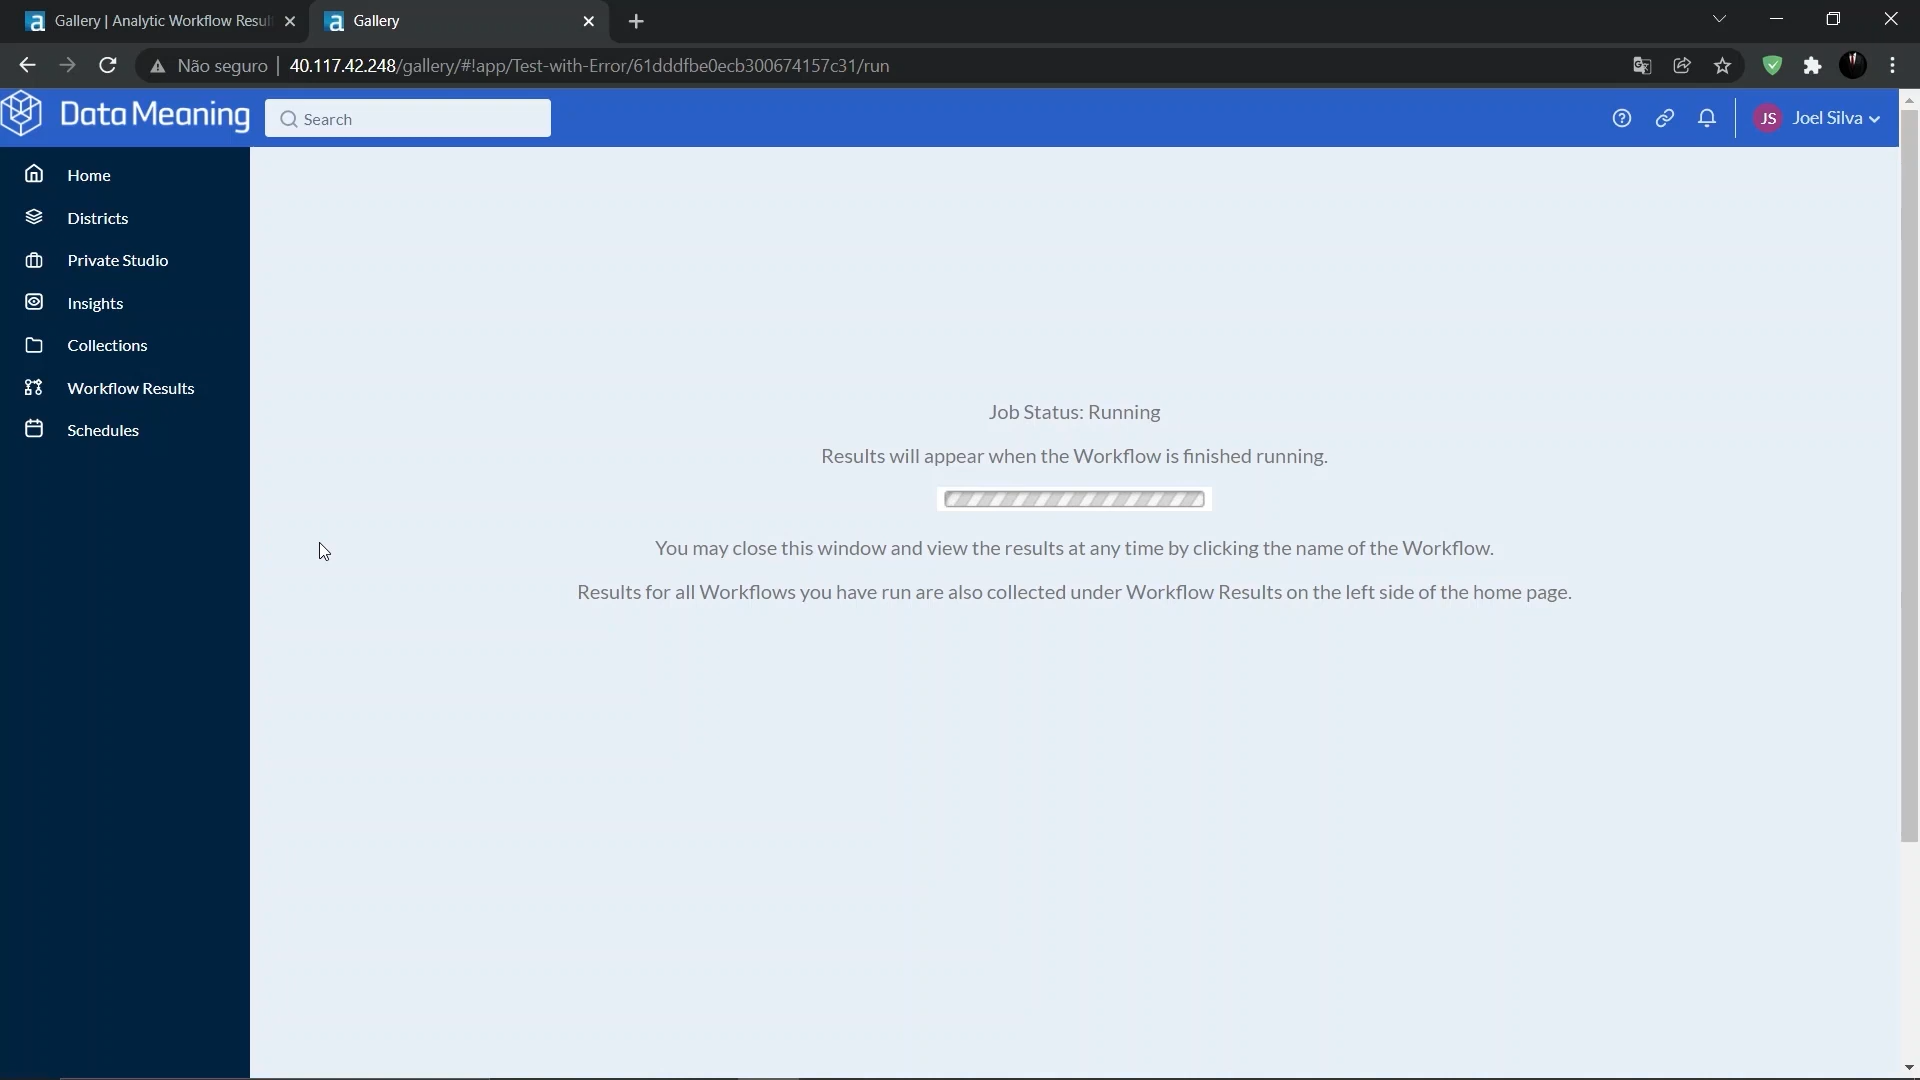 Gallery | Analytic Workflow Resul
Gallery
Não seguro
40.117.42.248/gallery/#!app/Test-with-Error/61dddfbe0ecb300674157c31/run
Data Meaning
Search
JS
Joel Silva
Home
Districts
Private Studio
Insights
Collections
Workflow Results
Schedules
Job Status: Running
Results will appear when the Workflow is finished running.
You may close this window and view the results at any time by clicking the name of the Workflow.
Results for all Workflows you have run are also collected under Workflow Results on the left side of the home page.